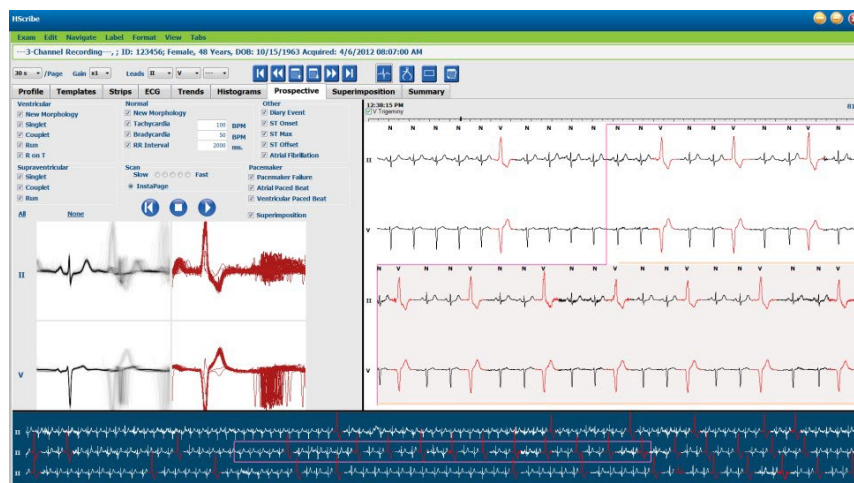 HScribe
Exam Edit Navigate Label Format View Tabs
---3-Channel Recording---, ; ID: 123456; Female, 48 Years, DOB: 10/15/1963 Acquired: 4/6/2012 08:07:00 AM
30 s /Page Gain x1 Leads II V ---
Profile Templates Strips ECG Trends Histograms Prospective Superimposition Summary
Ventricular Normal Other
New Morphology New Morphology Diary Event
Singlet Tachycardia 100 BPM ST Onset
Couplet Bradycardia 50 BPM ST Max
Run RR Interval 2000 ms. ST Offset
R on T Atrial Fibrillation
Supraventricular Scan Pacemaker
Singlet Slow Fast Pacemaker Failure
Couplet InstaPage Atrial Paced Beat
Run Ventricular Paced Beat
All None Superimposition
II
V
12:38:15 PM
V Trigeminy
N N N N V N N N N N N V N N V N N V
II
V
N V N N V N N V N N V N N V N N V N N V
II
V
II
II
II